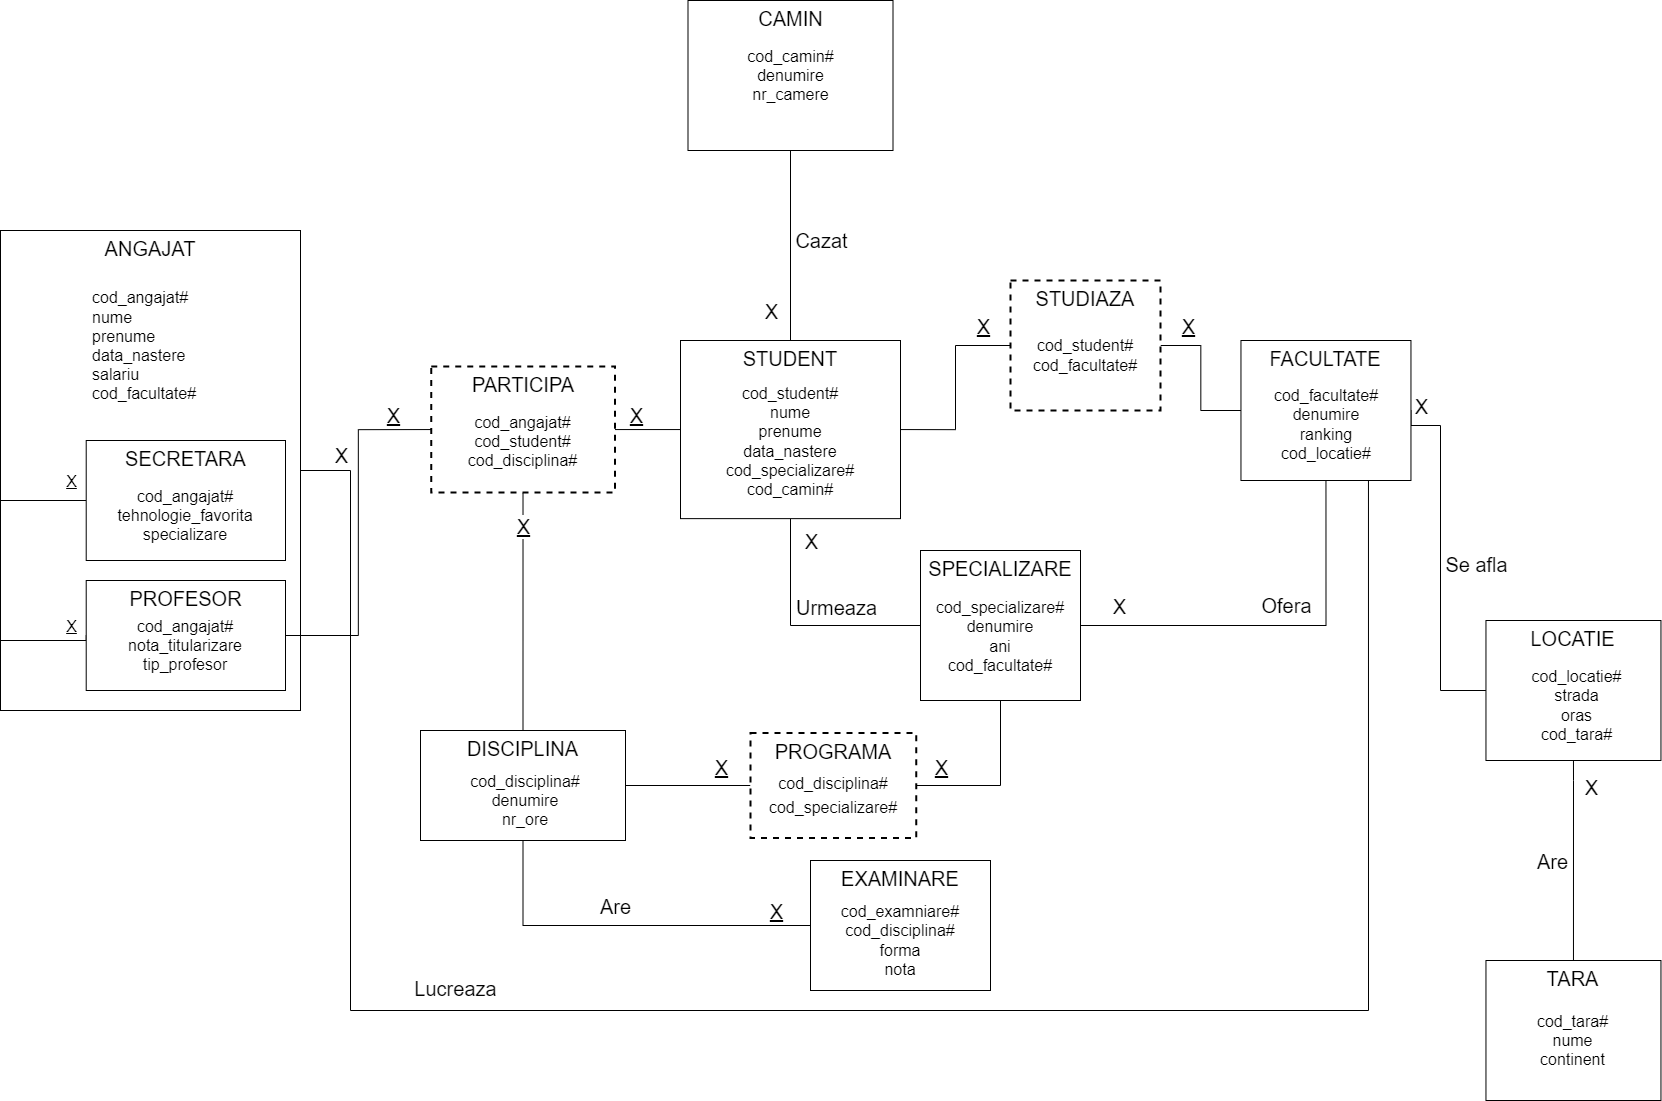 CAMIN
cod_camin#
denumire
nr_camere
Cazat
X
ANGAJAT
cod_angajat#
nume
prenume
data_nastere
salariu
cod_facultate#
X
SECRETARA
cod_angajat#
tehnologie_favorita
specializare
X
PROFESOR
cod_angajat#
nota_titularizare
tip_profesor
X
X
PARTICIPA
cod_angajat#
cod_student#
cod_disciplina#
X
X
STUDENT
cod_student#
nume
prenume
data_nastere
cod_specializare#
cod_camin#
X
X
STUDIAZA
cod_student#
cod_facultate#
X
FACULTATE
cod_facultate#
denumire
ranking
cod_locatie#
X
Se afla
Urmeaza
SPECIALIZARE
cod_specializare#
denumire
ani
cod_facultate#
X
Ofera
LOCATIE
cod_locatie#
strada
oras
cod_tara#
X
Are
DISCIPLINA
cod_disciplina#
denumire
nr_ore
X
PROGRAMA
cod_disciplina#
cod_specializare#
X
Are
X
EXAMINARE
cod_examniare#
cod_disciplina#
forma
nota
Lucreaza
TARA
cod_tara#
nume
continent